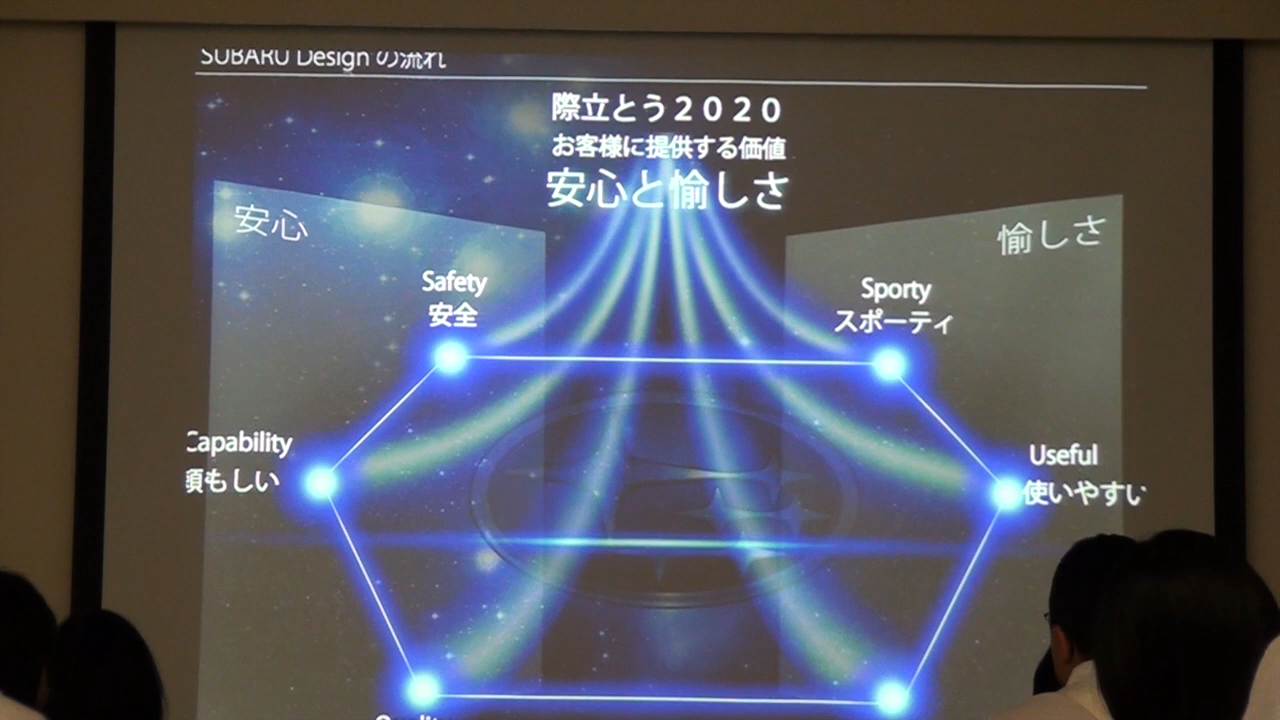 SUBARU Design の流れ
際立とう２０２０
お客様に提供する価値
安心と愉しさ
安心
愉しさ
Safety
安全
Sporty
スポーティ
Capability
頼もしい
Useful
使いやすい